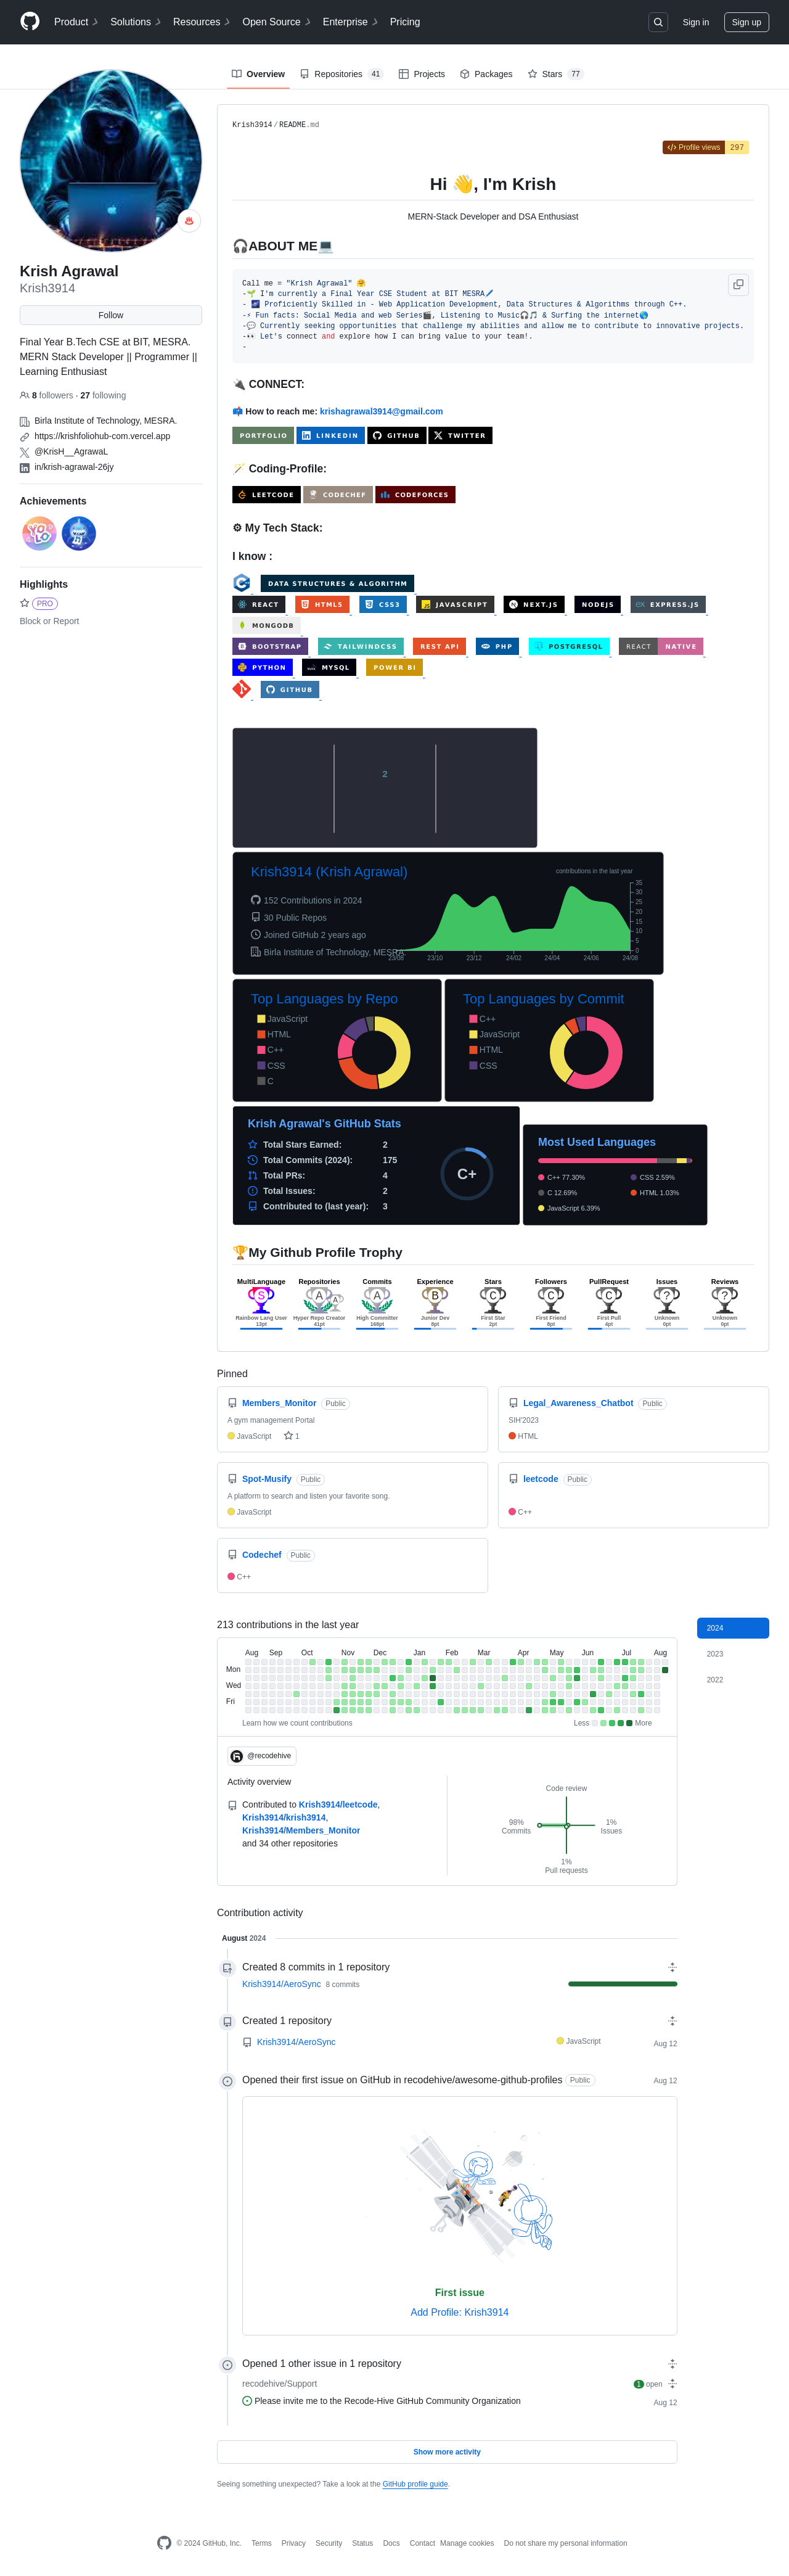 Product
Solutions
Resources
Open Source
Enterprise
Pricing
Sign in
Sign up
Overview
Repositories 41
Projects
Packages
Stars 77
Krish Agrawal
Krish3914
Follow
Final Year B.Tech CSE at BIT, MESRA.
MERN Stack Developer || Programmer ||
Learning Enthusiast
8 followers · 27 following
Birla Institute of Technology, MESRA.
https://krishfoliohub-com.vercel.app
@KrisH__AgrawaL
in/krish-agrawal-26jy
Achievements
Highlights
PRO
Block or Report
Krish3914/README.md
Profile views 297
Hi 👋, I'm Krish
MERN-Stack Developer and DSA Enthusiast
🎧ABOUT ME💻
Call me = "Krish Agrawal" 🤗
-🌱 I'm currently a Final Year CSE Student at BIT MESRA🖊️
- 🌌 Proficiently Skilled in - Web Application Development, Data Structures & Algorithms through C++.
-⚡ Fun facts: Social Media and web Series🎬, Listening to Music🎧🎵 & Surfing the internet🌎
-💬 Currently seeking opportunities that challenge my abilities and allow me to contribute to innovative projects.
-👀 Let's connect and explore how I can bring value to your team!.
-
🔌 CONNECT:
📫 How to reach me: krishagrawal3914@gmail.com
PORTFOLIO LINKEDIN GITHUB TWITTER
🪄 Coding-Profile:
LEETCODE CODECHEF CODEFORCES
⚙ My Tech Stack:
I know :
DATA STRUCTURES & ALGORITHM
REACT HTML5 CSS3 JAVASCRIPT NEXT.JS NODEJS EXPRESS.JS
MONGODB
BOOTSTRAP TAILWINDCSS REST API PHP POSTGRESQL REACT NATIVE
PYTHON MYSQL POWER BI
GITHUB
2
Krish3914 (Krish Agrawal)
contributions in the last year
152 Contributions in 2024
30 Public Repos
Joined GitHub 2 years ago
Birla Institute of Technology, MESRA.
35
30
25
20
15
10
5
0
23/08 23/10 23/12 24/02 24/04 24/06 24/08
Top Languages by Repo
JavaScript
HTML
C++
CSS
C
Top Languages by Commit
C++
JavaScript
HTML
CSS
Krish Agrawal's GitHub Stats
Total Stars Earned: 2
Total Commits (2024): 175
Total PRs: 4
Total Issues: 2
Contributed to (last year): 3
C+
Most Used Languages
C++ 77.30%
CSS 2.59%
C 12.69%
HTML 1.03%
JavaScript 6.39%
🏆My Github Profile Trophy
MultiLanguage Repositories Commits Experience Stars Followers PullRequest Issues Reviews
S A A A B C C C ? ?
Rainbow Lang User Hyper Repo Creator High Committer Junior Dev First Star First Friend First Pull Unknown Unknown
12pt 41pt 168pt 8pt 2pt 8pt 4pt 0pt 0pt
Pinned
Members_Monitor Public
A gym management Portal
JavaScript 1
Legal_Awareness_Chatbot Public
SIH'2023
HTML
Spot-Musify Public
A platform to search and listen your favorite song.
JavaScript
leetcode Public
C++
Codechef Public
C++
213 contributions in the last year
2024
2023
2022
Aug Sep Oct Nov Dec Jan Feb Mar Apr May Jun Jul Aug
Mon
Wed
Fri
Learn how we count contributions
Less More
@recodehive
Activity overview
Contributed to Krish3914/leetcode,
Krish3914/krish3914,
Krish3914/Members_Monitor
and 34 other repositories
Code review
98%
Commits
1%
Issues
1%
Pull requests
Contribution activity
August 2024
Created 8 commits in 1 repository
Krish3914/AeroSync 8 commits
Created 1 repository
Krish3914/AeroSync JavaScript Aug 12
Opened their first issue on GitHub in recodehive/awesome-github-profiles Public Aug 12
First issue
Add Profile: Krish3914
Opened 1 other issue in 1 repository
recodehive/Support 1 open
Please invite me to the Recode-Hive GitHub Community Organization Aug 12
Show more activity
Seeing something unexpected? Take a look at the GitHub profile guide.
© 2024 GitHub, Inc. Terms Privacy Security Status Docs Contact Manage cookies Do not share my personal information